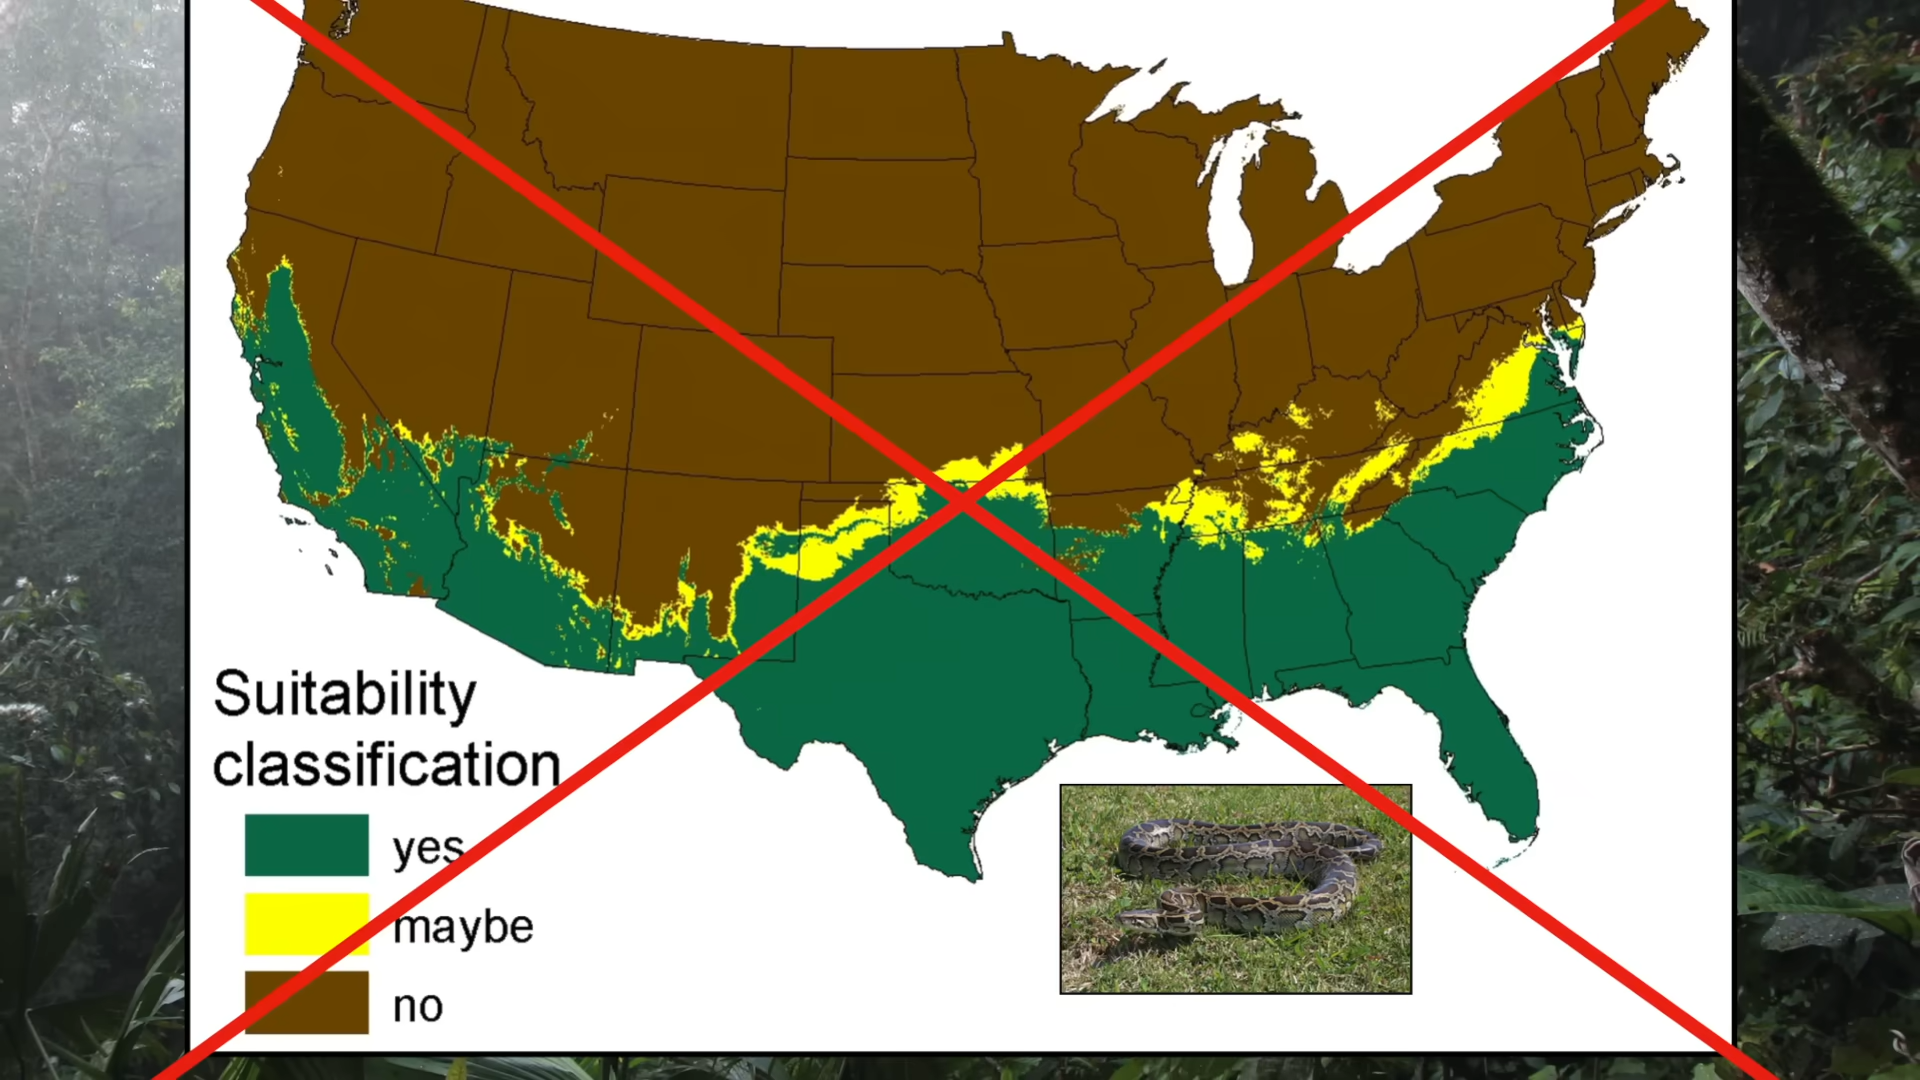 Suitability
classification
yes
maybe
no